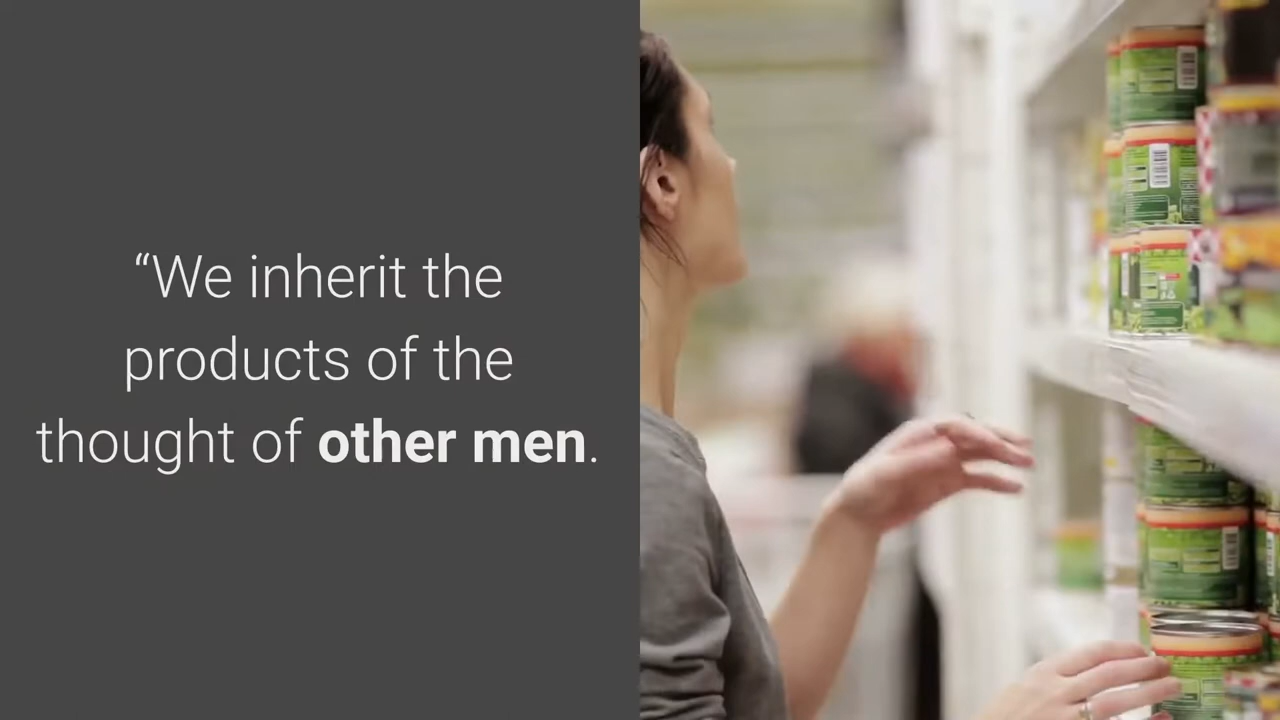 “We inherit the
products of the
thought of other men.